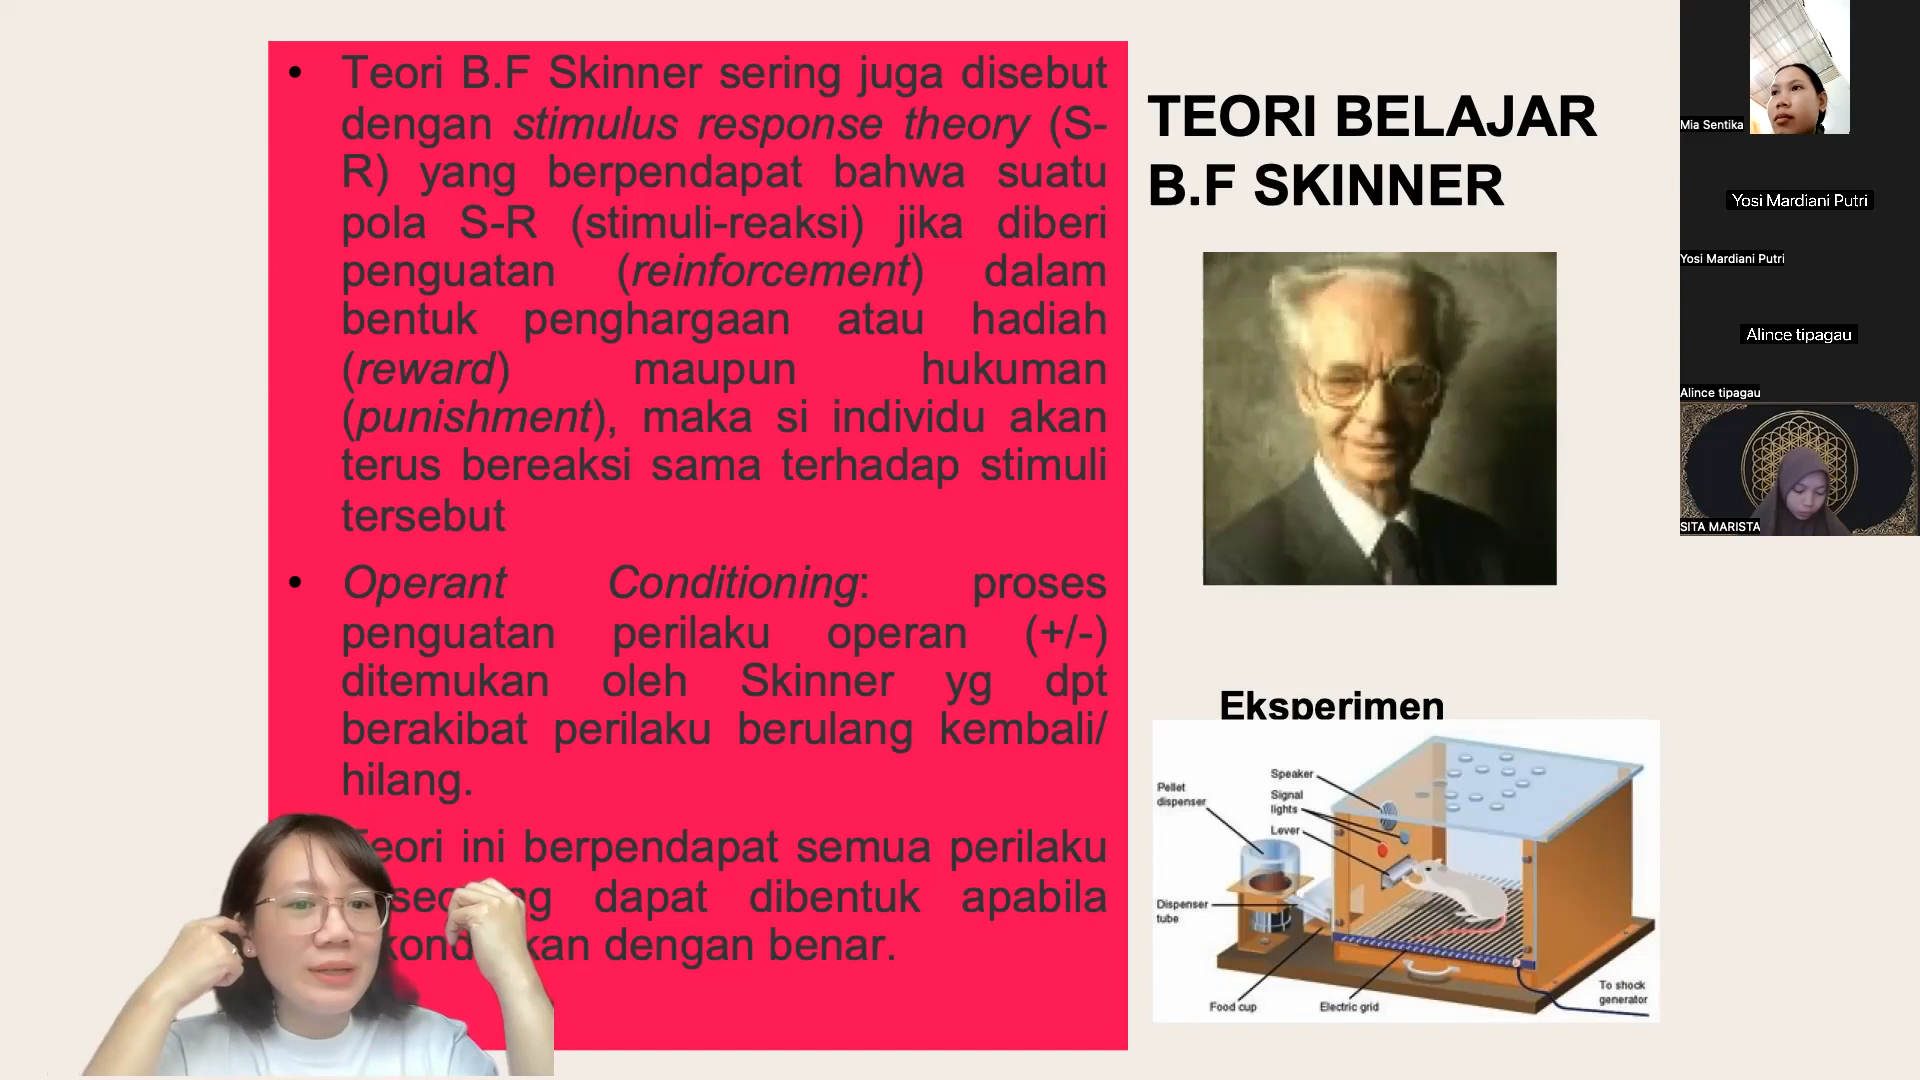 • Teori B.F Skinner sering juga disebut
dengan stimulus response theory (S-
R) yang berpendapat bahwa suatu
pola S-R (stimuli-reaksi) jika diberi
penguatan (reinforcement) dalam
bentuk penghargaan atau hadiah
(reward) maupun hukuman
(punishment), maka si individu akan
terus bereaksi sama terhadap stimuli
tersebut
• Operant Conditioning: proses
penguatan perilaku operan (+/-)
ditemukan oleh Skinner yg dpt
berakibat perilaku berulang kembali/
hilang.
ini berpendapat semua perilaku
dapat dibentuk apabila
dengan benar.
TEORI BELAJAR
B.F SKINNER
Eksperimen
Speaker
Signal
lights
Lever
Pellet
dispenser
Dispenser
tube
Food cup
Electric grid
To shock
generator
Mia Sentika
Yosi Mardiani Putri
Yosi Mardiani Putri
Alince tipagau
Alince tipagau
SITA MARISTA